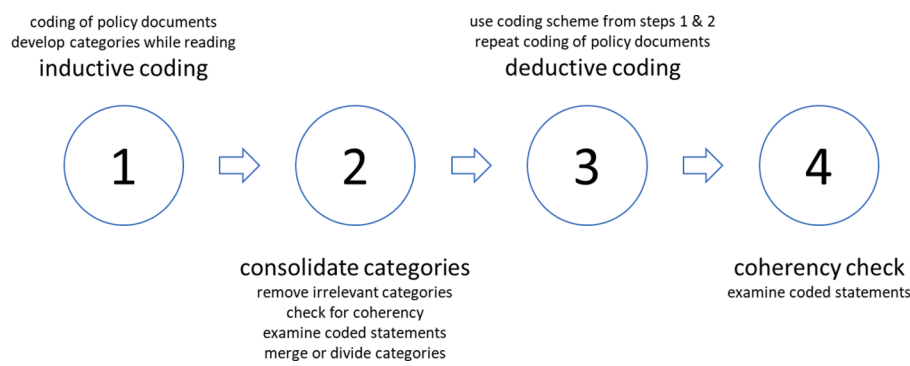 coding of policy documents
develop categories while reading
inductive coding
use coding scheme from steps 1 & 2
repeat coding of policy documents
deductive coding
1
2
3
4
consolidate categories
remove irrelevant categories
check for coherency
examine coded statements
merge or divide categories
coherency check
examine coded statements